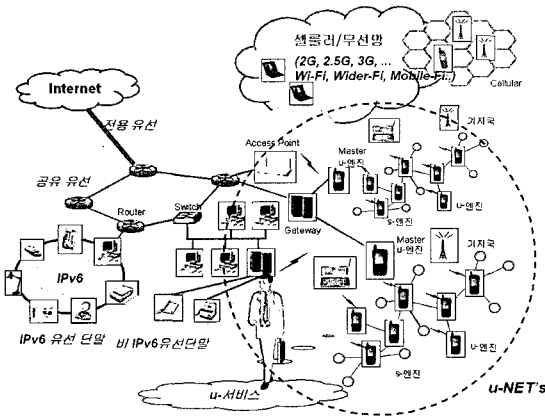 셀룰러/무선망
(2G, 2.5G, 3G, ...
Wi-Fi, Wider-Fi, Mobile-Fi..)
Cellular
Internet
전용 유선
Access Point
Master
u-엔진
기지국
공유 유선
Router
Switch
Gateway
s-엔진
u-엔진
Master
u-엔진
기지국
IPv6
IPv6 유선 단말
비 IPv6유선단말
s-엔진
u-엔진
u-서비스
u-NET's